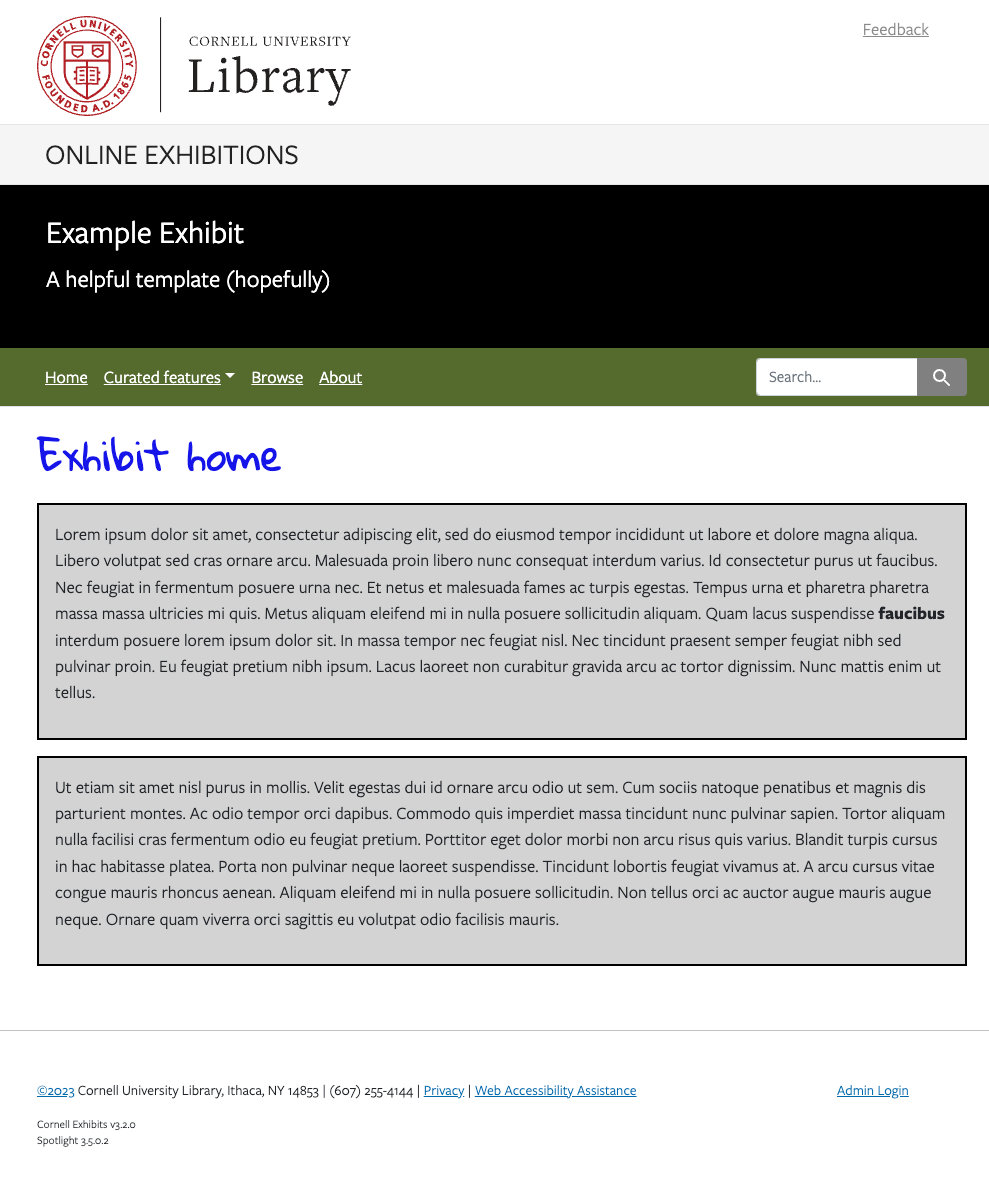 CORNELL UNIVERSITY
FOUNDED A.D. 1865
CORNELL UNIVERSITY
Library
Feedback
ONLINE EXHIBITIONS
Example Exhibit
A helpful template (hopefully)
Home Curated features Browse About Search...
Exhibit home
Lorem ipsum dolor sit amet, consectetur adipiscing elit, sed do eiusmod tempor incididunt ut labore et dolore magna aliqua.
Libero volutpat sed cras ornare arcu. Malesuada proin libero nunc consequat interdum varius. Id consectetur purus ut faucibus.
Nec feugiat in fermentum posuere urna nec. Et netus et malesuada fames ac turpis egestas. Tempus urna et pharetra pharetra
massa massa ultricies mi quis. Metus aliquam eleifend mi in nulla posuere sollicitudin aliquam. Quam lacus suspendisse faucibus
interdum posuere lorem ipsum dolor sit. In massa tempor nec feugiat nisl. Nec tincidunt praesent semper feugiat nibh sed
pulvinar proin. Eu feugiat pretium nibh ipsum. Lacus laoreet non curabitur gravida arcu ac tortor dignissim. Nunc mattis enim ut
tellus.
Ut etiam sit amet nisl purus in mollis. Velit egestas dui id ornare arcu odio ut sem. Cum sociis natoque penatibus et magnis dis
parturient montes. Ac odio tempor orci dapibus. Commodo quis imperdiet massa tincidunt nunc pulvinar sapien. Tortor aliquam
nulla facilisi cras fermentum odio eu feugiat pretium. Porttitor eget dolor morbi non arcu risus quis varius. Blandit turpis cursus
in hac habitasse platea. Porta non pulvinar neque laoreet suspendisse. Tincidunt lobortis feugiat vivamus at. A arcu cursus vitae
congue mauris rhoncus aenean. Aliquam eleifend mi in nulla posuere sollicitudin. Non tellus orci ac auctor augue mauris augue
neque. Ornare quam viverra orci sagittis eu volutpat odio facilisis mauris.
©2023 Cornell University Library, Ithaca, NY 14853 | (607) 255-4144 | Privacy | Web Accessibility Assistance Admin Login
Cornell Exhibits v3.2.0
Spotlight 3.5.0.2